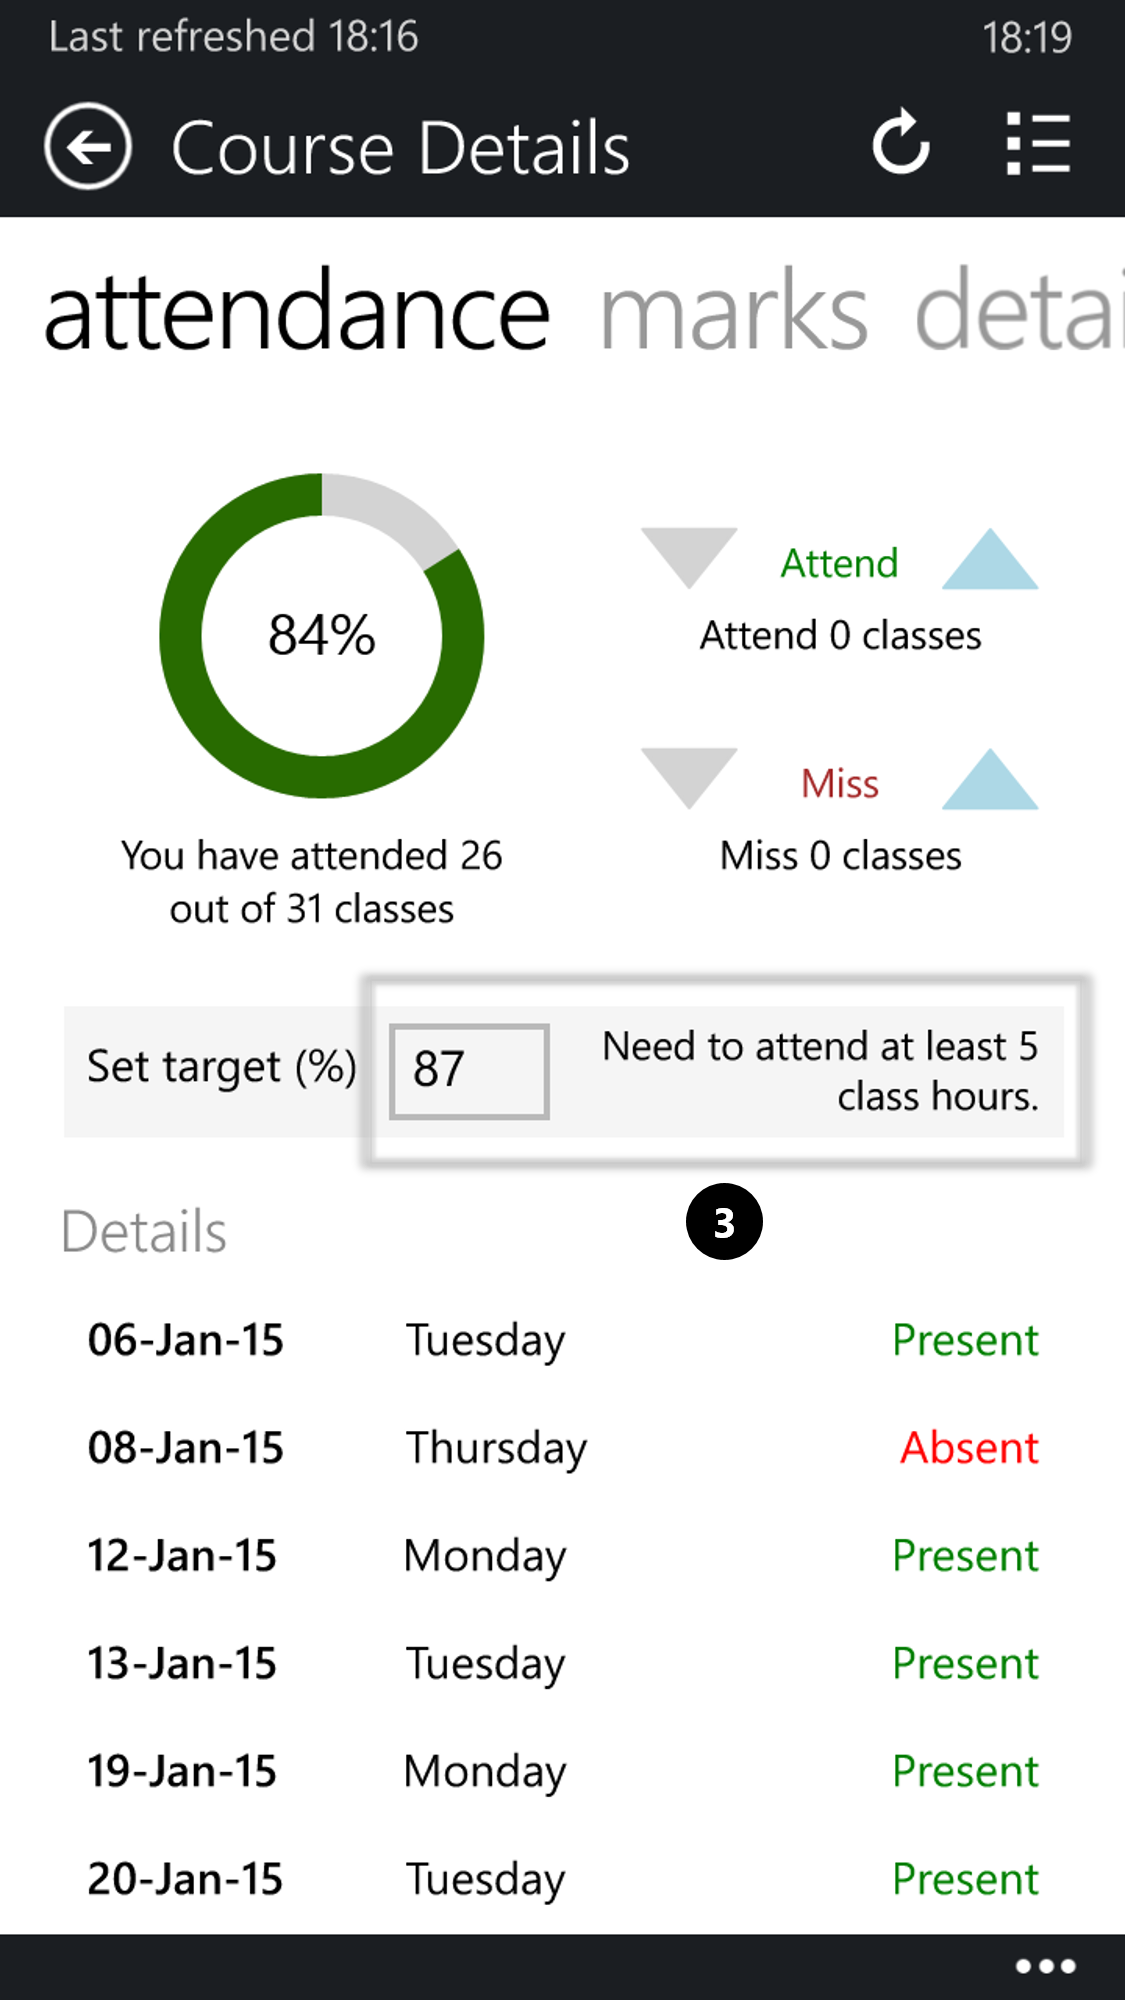 Last refreshed 18:16
18:19
Course Details
attendance marks detai
84%
You have attended 26
out of 31 classes
Attend
Attend 0 classes
Miss
Miss 0 classes
Set target (%)
87
Need to attend at least 5
class hours.
3
Details
06-Jan-15 Tuesday Present
08-Jan-15 Thursday Absent
12-Jan-15 Monday Present
13-Jan-15 Tuesday Present
19-Jan-15 Monday Present
20-Jan-15 Tuesday Present